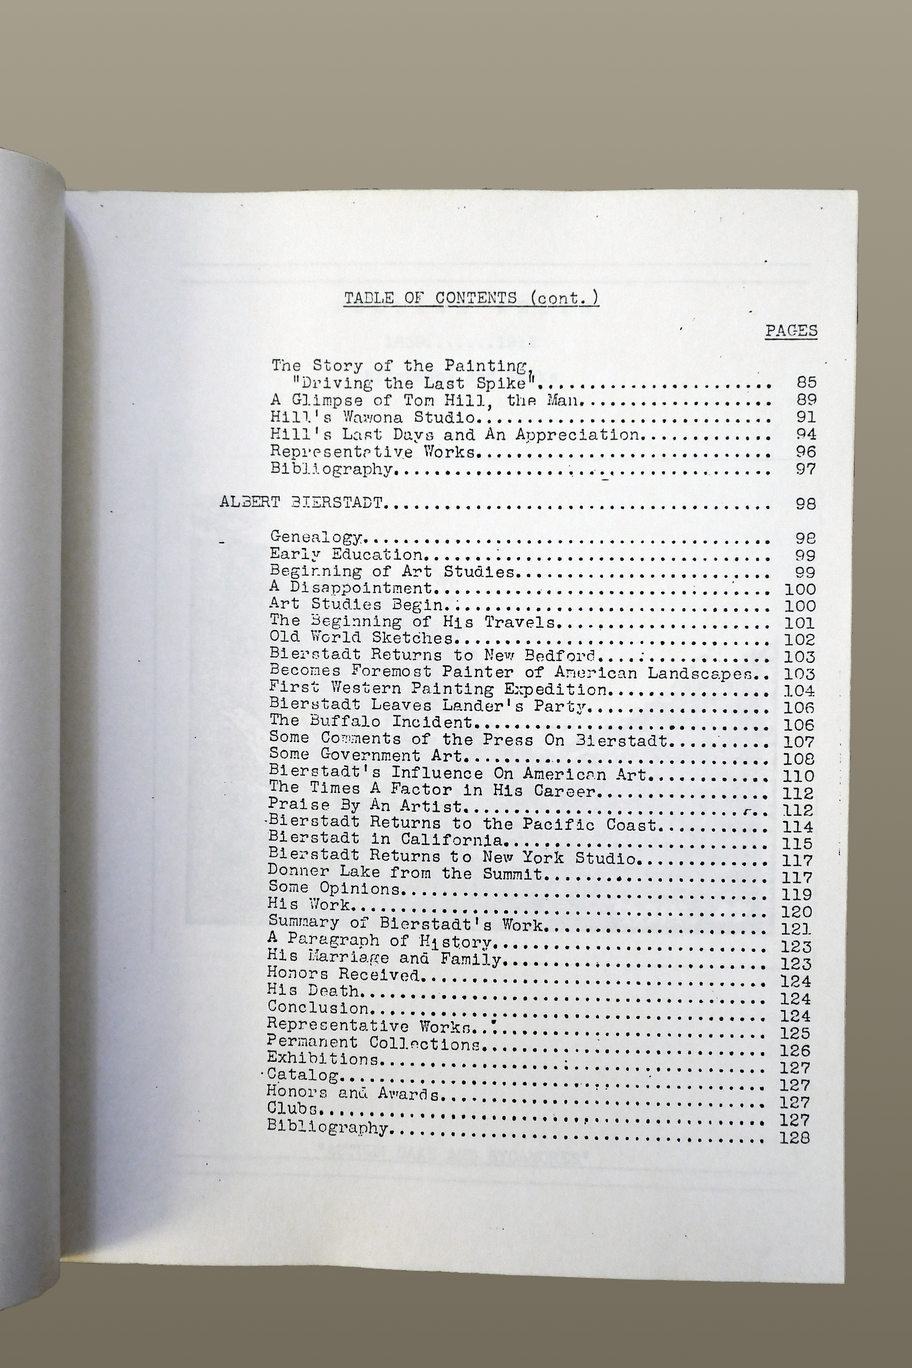 TABLE OF CONTENTS (cont.)
PAGES
The Story of the Painting,
"Driving the Last Spike"...................... 85
A Glimpse of Tom Hill, the Man................... 89
Hill's Wawona Studio............................. 91
Hill's Last Days and An Appreciation............. 94
Representative Works............................. 96
Bibliography..................................... 97
ALBERT BIERSTADT...................................... 98
Genealogy........................................ 98
Early Education.................................. 99
Beginning of Art Studies......................... 99
A Disappointment................................. 100
Art Studies Begin................................ 100
The Beginning of His Travels..................... 101
Old World Sketches............................... 102
Bierstadt Returns to New Bedford................. 103
Becomes Foremost Painter of American Landscapes.. 103
First Western Painting Expedition................ 104
Bierstadt Leaves Lander's Party.................. 106
The Buffalo Incident............................. 106
Some Comments of the Press On Bierstadt.......... 107
Some Government Art.............................. 108
Bierstadt's Influence On American Art............ 110
The Times A Factor in His Career................. 112
Praise By An Artist.............................. 112
Bierstadt Returns to the Pacific Coast........... 114
Bierstadt in California.......................... 115
Bierstadt Returns to New York Studio............. 117
Donner Lake from the Summit...................... 117
Some Opinions.................................... 119
His Work......................................... 120
Summary of Bierstadt's Work...................... 121
A Paragraph of History........................... 123
His Marriage and Family.......................... 123
Honors Received.................................. 124
His Death........................................ 124
Conclusion....................................... 124
Representative Works............................. 125
Permanent Collections............................ 126
Exhibitions...................................... 127
Catalog.......................................... 127
Honors and Awards................................ 127
Clubs............................................ 127
Bibliography..................................... 128